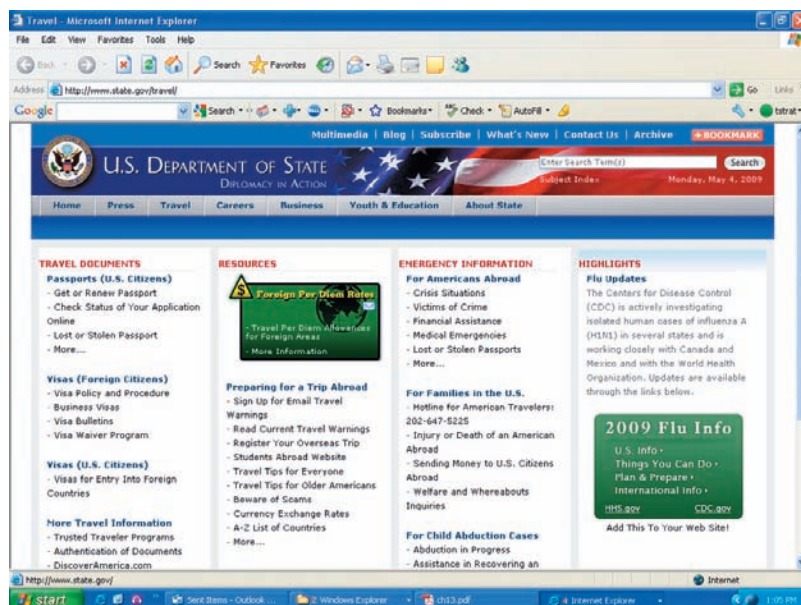 Travel - Microsoft Internet Explorer
File Edit View Favorites Tools Help
Back Search Favorites
Address http://www.state.gov/travel/ Go Links
Google Search Bookmarks Check AutoFill tstrat
Multimedia | Blog | Subscribe | What's New | Contact Us | Archive +BOOKMARK
U.S. DEPARTMENT OF STATE
DIPLOMACY IN ACTION
Enter Search Term(s) Search
Subject Index Monday, May 4, 2009
Home Press Travel Careers Business Youth & Education About State
TRAVEL DOCUMENTS
Passports (U.S. Citizens)
- Get or Renew Passport
- Check Status of Your Application
Online
- Lost or Stolen Passport
- More...
Visas (Foreign Citizens)
- Visa Policy and Procedure
- Business Visas
- Visa Bulletins
- Visa Waiver Program
Visas (U.S. Citizens)
- Visas for Entry Into Foreign
Countries
More Travel Information
- Trusted Traveler Programs
- Authentication of Documents
- DiscoverAmerica.com
RESOURCES
$ Foreign Per Diem Rates
- Travel Per Diem Allowances
for Foreign Areas
- More Information
Preparing for a Trip Abroad
- Sign Up for Email Travel
Warnings
- Read Current Travel Warnings
- Register Your Overseas Trip
- Students Abroad Website
- Travel Tips for Everyone
- Travel Tips for Older Americans
- Beware of Scams
- Currency Exchange Rates
- A-Z List of Countries
- More...
EMERGENCY INFORMATION
For Americans Abroad
- Crisis Situations
- Victims of Crime
- Financial Assistance
- Medical Emergencies
- Lost or Stolen Passports
- More...
For Families in the U.S.
- Hotline for American Travelers:
202-647-5225
- Injury or Death of an American
Abroad
- Sending Money to U.S. Citizens
Abroad
- Welfare and Whereabouts
Inquiries
For Child Abduction Cases
- Abduction in Progress
- Assistance in Recovering an
HIGHLIGHTS
Flu Updates
The Centers for Disease Control
(CDC) is actively investigating
isolated human cases of influenza A
(H1N1) in several states and is
working closely with Canada and
Mexico and with the World Health
Organization. Updates are available
through the links below.
2009 Flu Info
U.S. Info
Things You Can Do
Plan & Prepare
International Info
HHS.gov CDC.gov
Add This To Your Web Site!
http://www.state.gov/ Internet
start Sent Items - Outlook ... 2 Windows Explorer ch13.pdf 4 Internet Explorer 1:05 PM